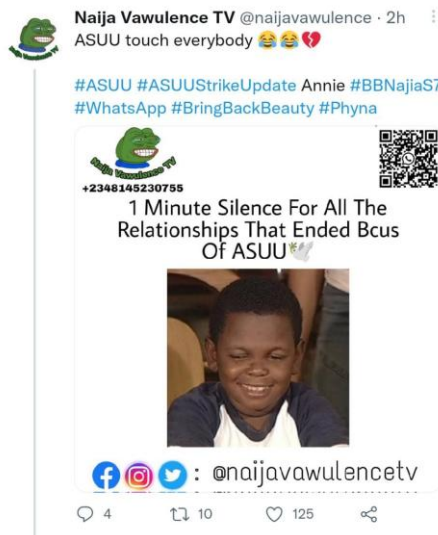 Naija Vawulence TV @naijavawulence · 2h
ASUU touch everybody 😂😂💔
#ASUU #ASUUStrikeUpdate Annie #BBNajiaS7
#WhatsApp #BringBackBeauty #Phyna
Naija Vawulence TV
+2348145230755
1 Minute Silence For All The
Relationships That Ended Bcus
Of ASUU🕊️
: @naijavawulencetv
4 10 125